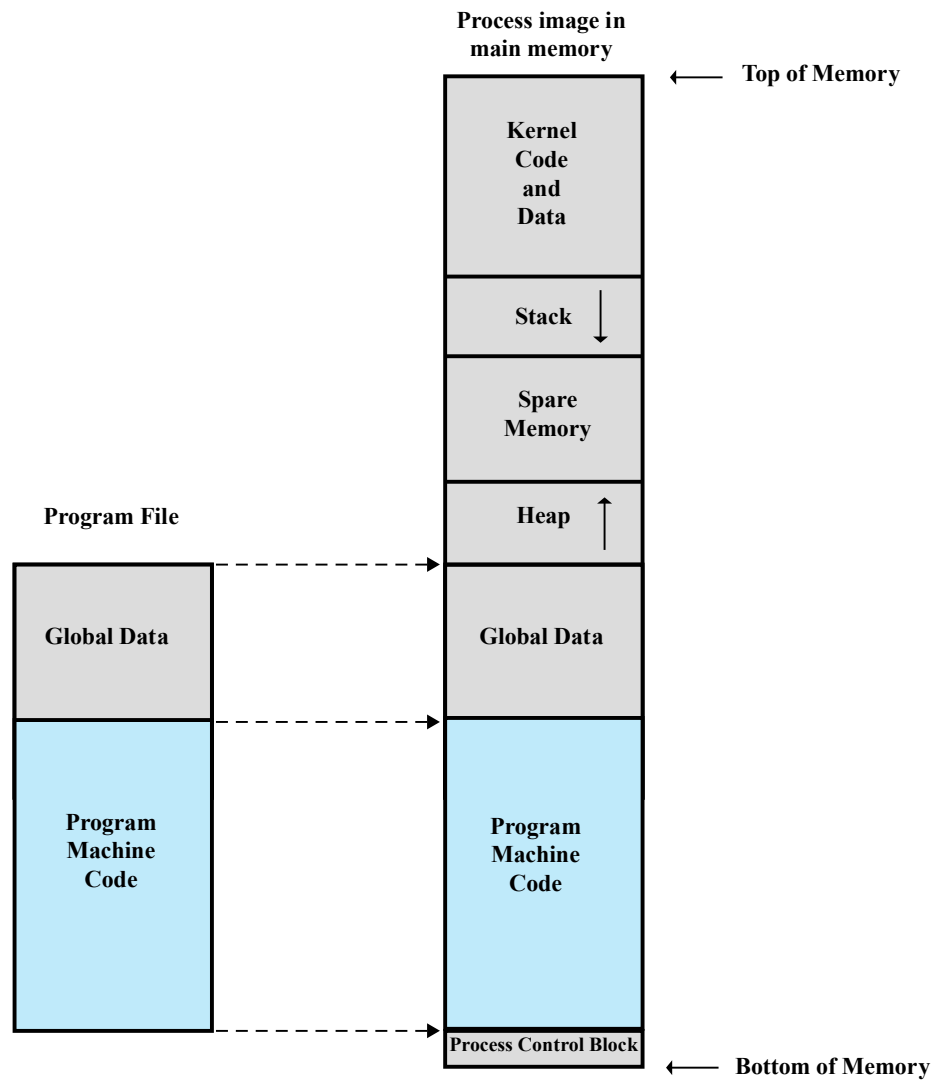 Process image in
main memory
Top of Memory
Kernel
Code
and
Data
Stack
Spare
Memory
Heap
Program File
Global Data
Global Data
Program
Machine
Code
Program
Machine
Code
Process Control Block
Bottom of Memory